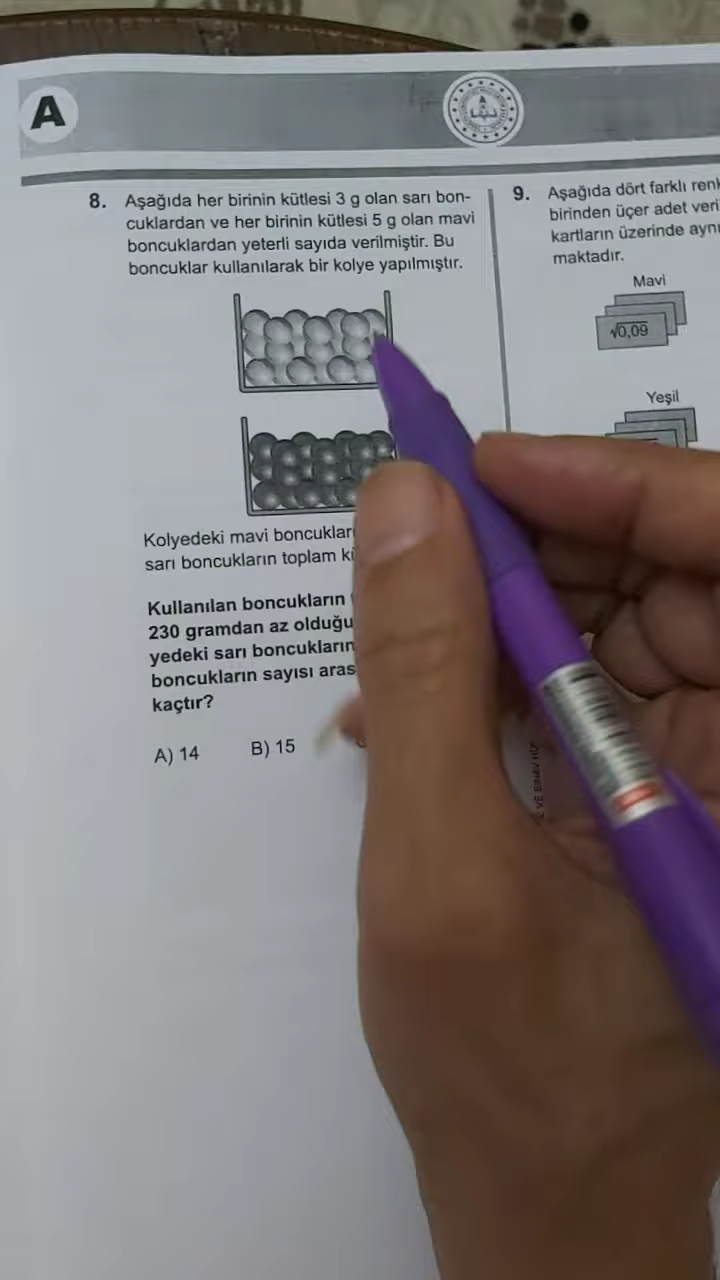 A
8. Aşağıda her birinin kütlesi 3 g olan sarı bon-
cuklardan ve her birinin kütlesi 5 g olan mavi
boncuklardan yeterli sayıda verilmiştir. Bu
boncuklar kullanılarak bir kolye yapılmıştır.
Kolyedeki mavi boncukları
sarı boncukların toplam
Kullanılan boncukların
230 gramdan az olduğu
yedeki sarı boncukların
boncukların sayısı aras
kaçtır?
A) 14 B) 15
9. Aşağıda dört farklı renk
birinden üçer adet veri
kartların üzerinde aynı
maktadır.
Mavi
√0,09
Yeşil
VE SINAV